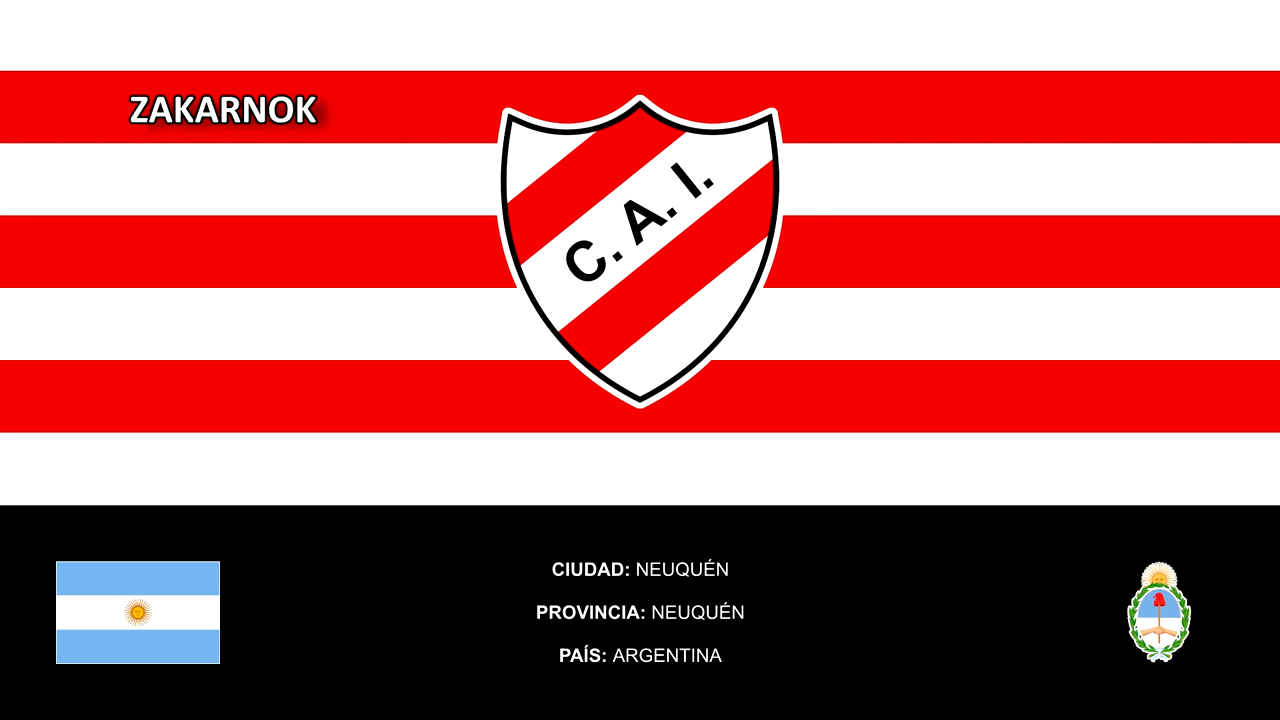 ZAKARNOK
C. A. I.
CIUDAD: NEUQUÉN
PROVINCIA: NEUQUÉN
PAÍS: ARGENTINA